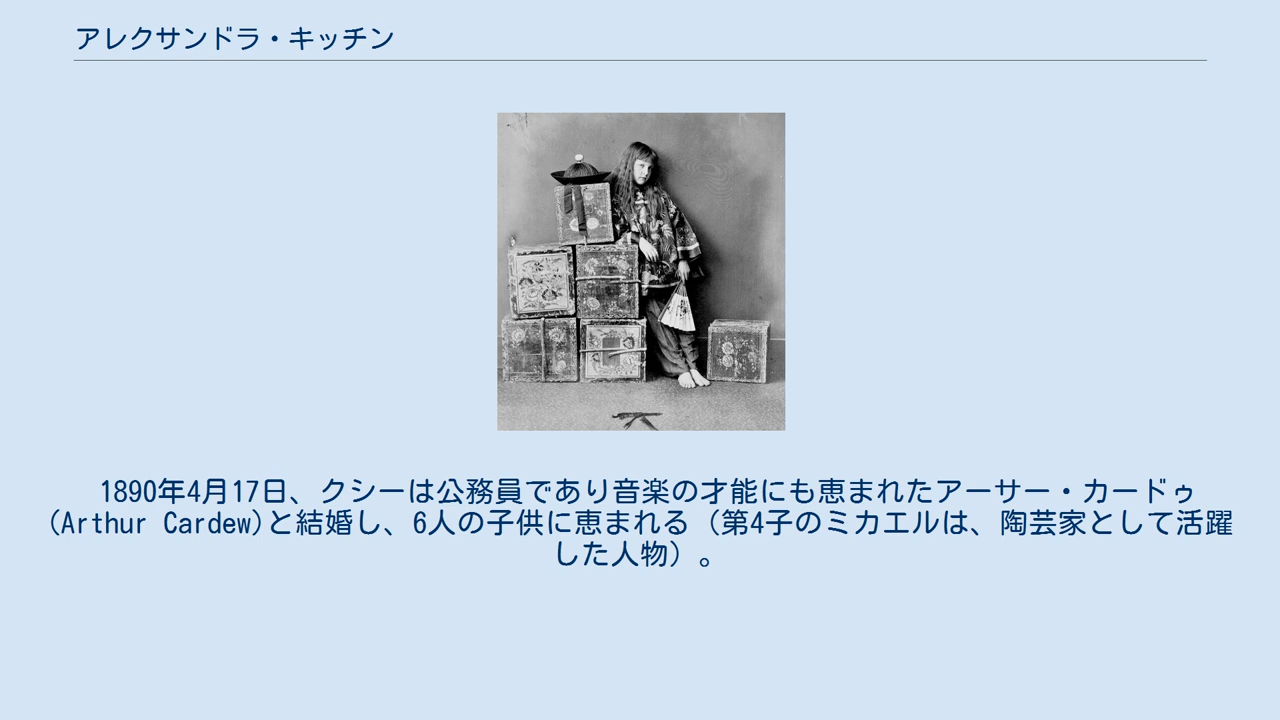 アレクサンドラ・キッチン
1890年4月17日、クシーは公務員であり音楽の才能にも恵まれたアーサー・カードゥ
(Arthur Cardew)と結婚し、6人の子供に恵まれる（第4子のミカエルは、陶芸家として活躍
した人物）。